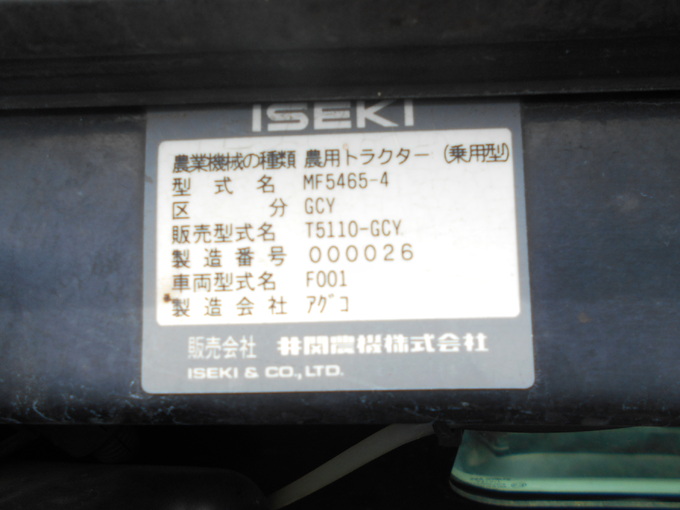 ISEKI
農業機械の種類 農用トラクター (乗用型)
型式名 MF5465-4
区分 GCY
販売型式名 T5110-GCY
製造番号 000026
車両型式名 F001
製造会社 アグコ
販売会社 井関農機株式会社
ISEKI & CO., LTD.